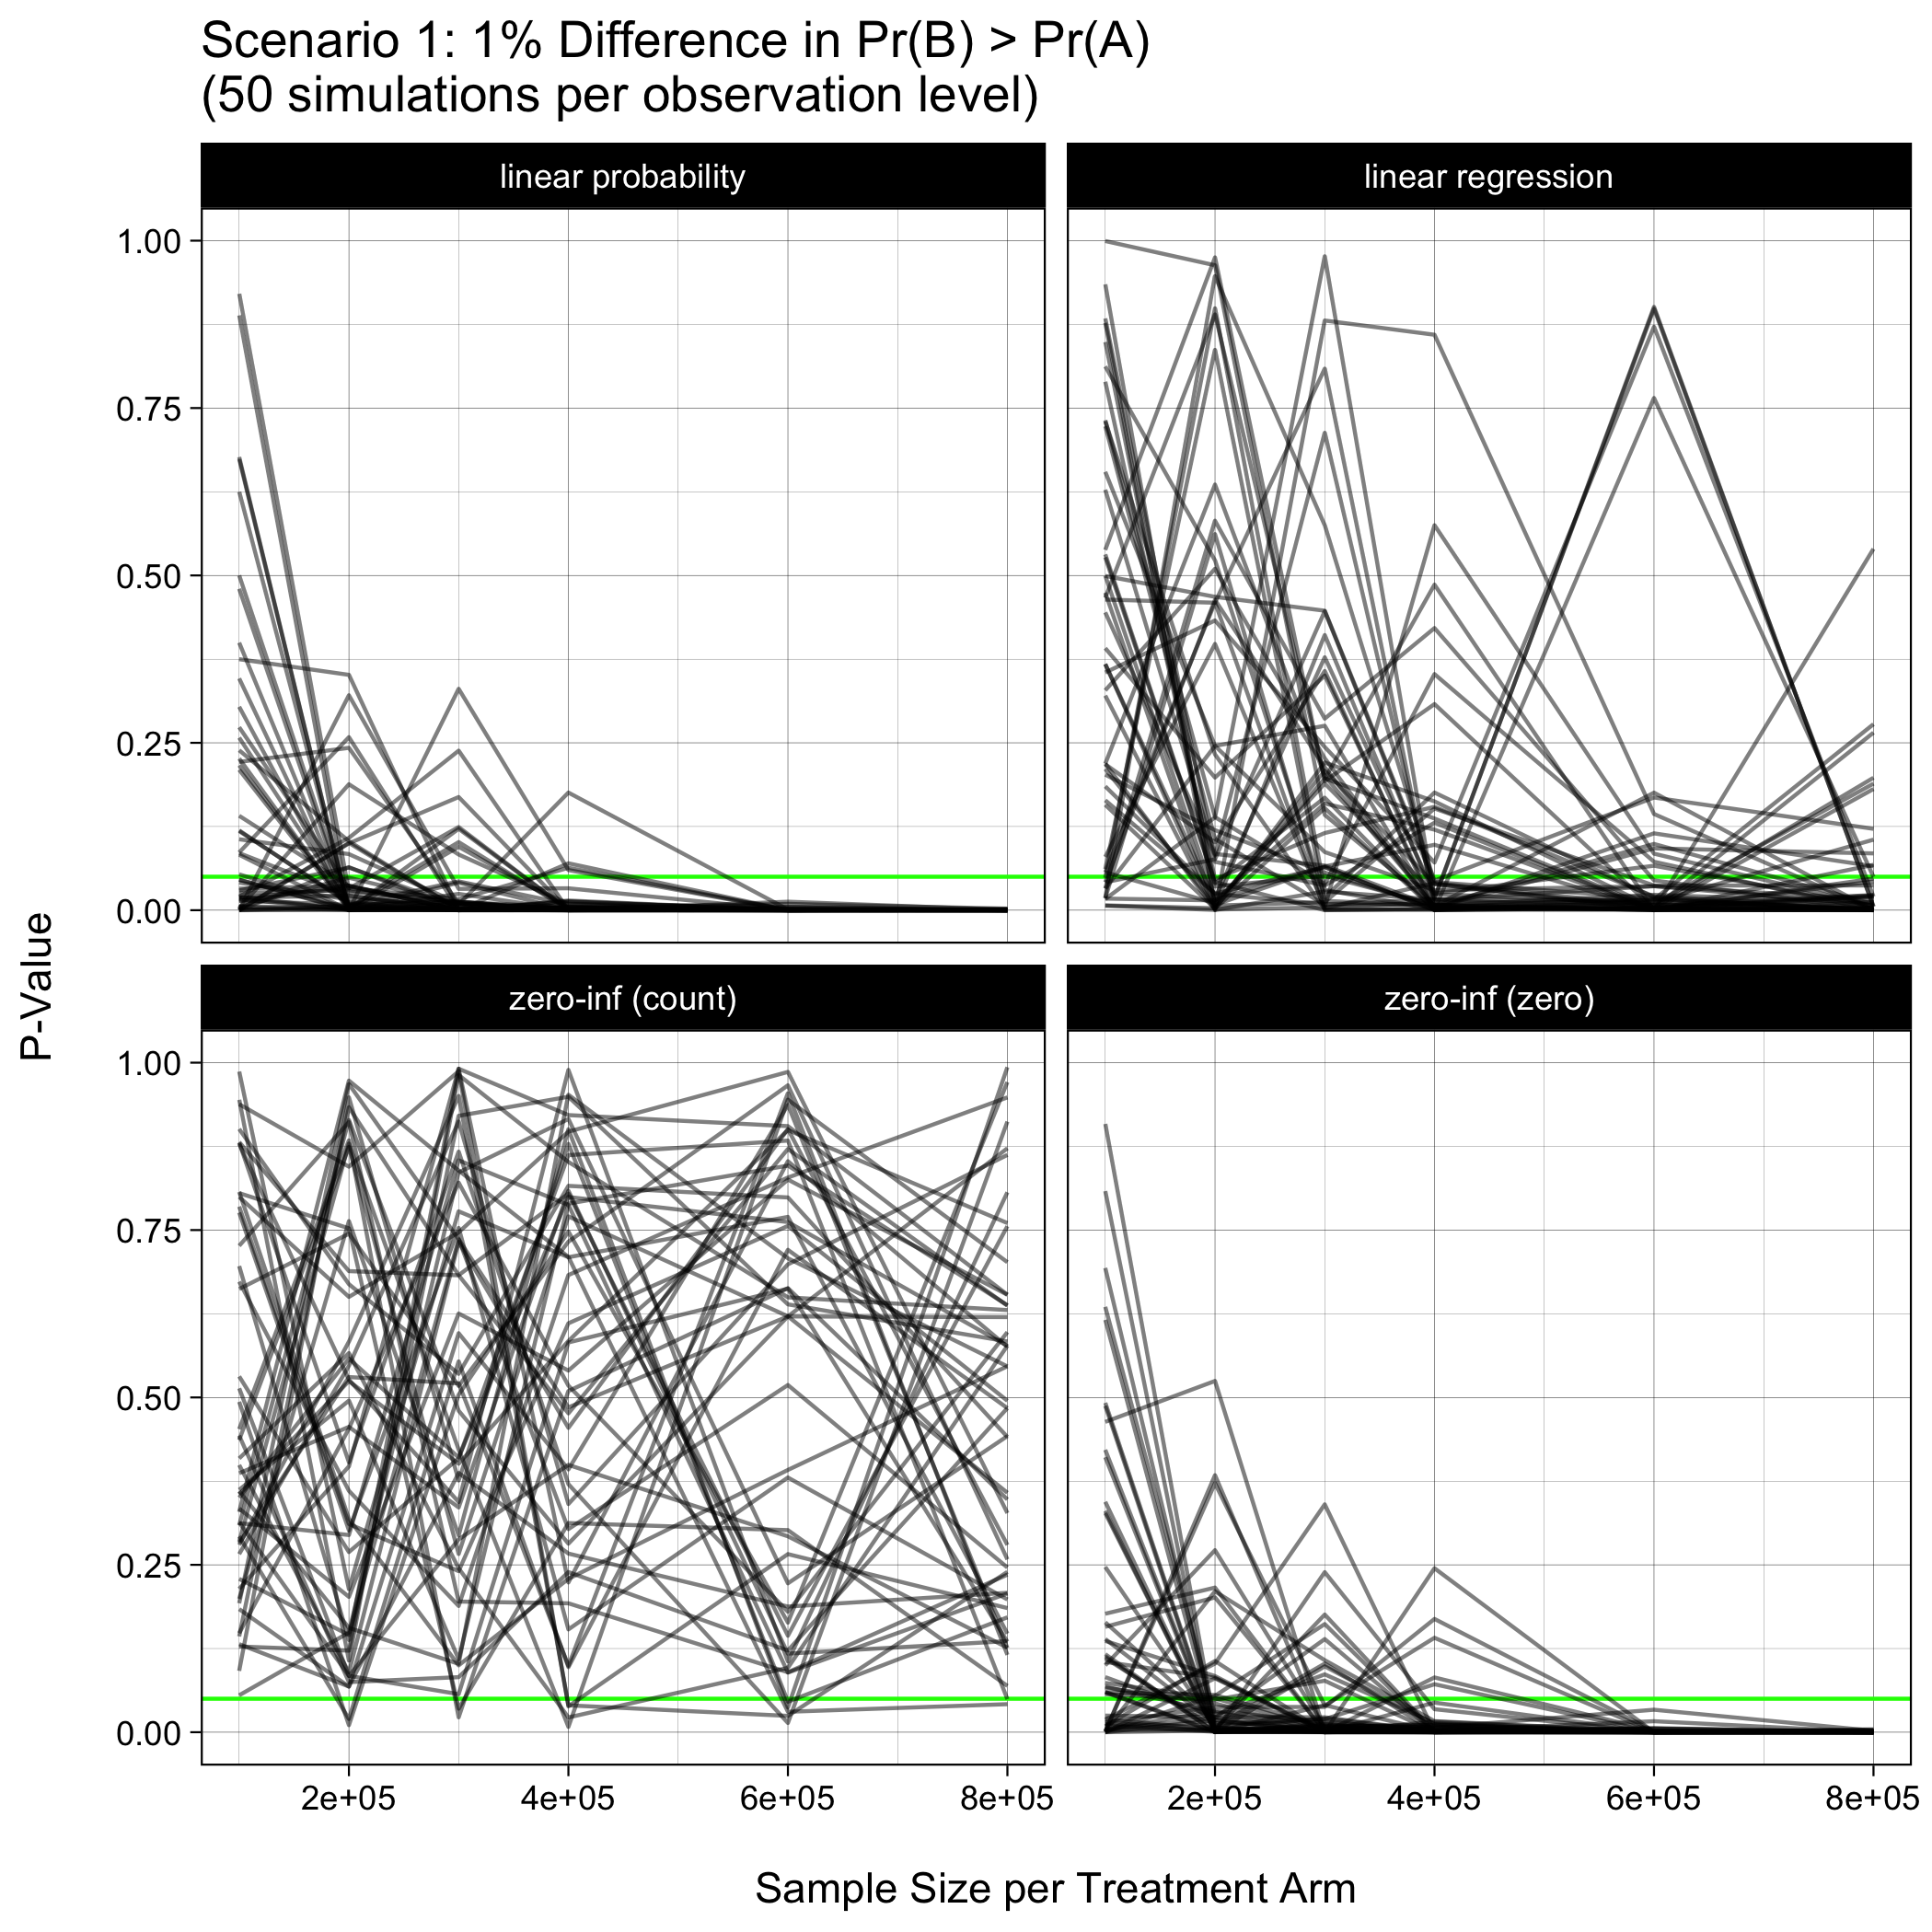 Scenario 1: 1% Difference in Pr(B) > Pr(A)
(50 simulations per observation level)
linear probability
linear regression
1.00
0.75
0.50
0.25
0.00
zero-inf (count)
zero-inf (zero)
1.00
0.75
0.50
0.25
0.00
P-Value
2e+05
4e+05
6e+05
8e+05
2e+05
4e+05
6e+05
8e+05
Sample Size per Treatment Arm